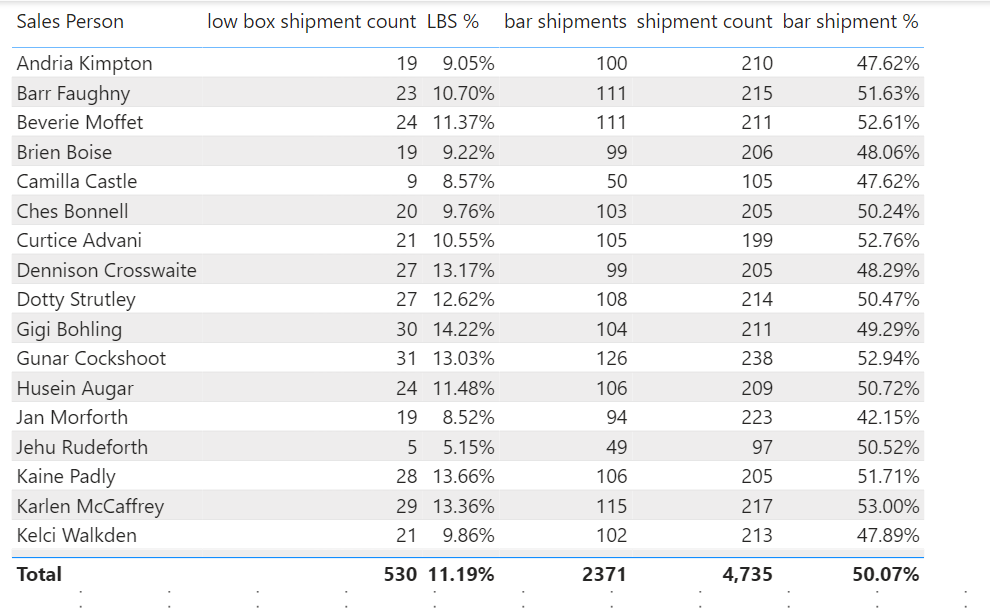 Sales Person low box shipment count LBS % bar shipments shipment count bar shipment %
Andria Kimpton 19 9.05% 100 210 47.62%
Barr Faughny 23 10.70% 111 215 51.63%
Beverie Moffet 24 11.37% 111 211 52.61%
Brien Boise 19 9.22% 99 206 48.06%
Camilla Castle 9 8.57% 50 105 47.62%
Ches Bonnell 20 9.76% 103 205 50.24%
Curtice Advani 21 10.55% 105 199 52.76%
Dennison Crosswaite 27 13.17% 99 205 48.29%
Dotty Strutley 27 12.62% 108 214 50.47%
Gigi Bohling 30 14.22% 104 211 49.29%
Gunar Cockshoot 31 13.03% 126 238 52.94%
Husein Augar 24 11.48% 106 209 50.72%
Jan Morforth 19 8.52% 94 223 42.15%
Jehu Rudeforth 5 5.15% 49 97 50.52%
Kaine Padly 28 13.66% 106 205 51.71%
Karlen McCaffrey 29 13.36% 115 217 53.00%
Kelci Walkden 21 9.86% 102 213 47.89%
Total 530 11.19% 2371 4,735 50.07%